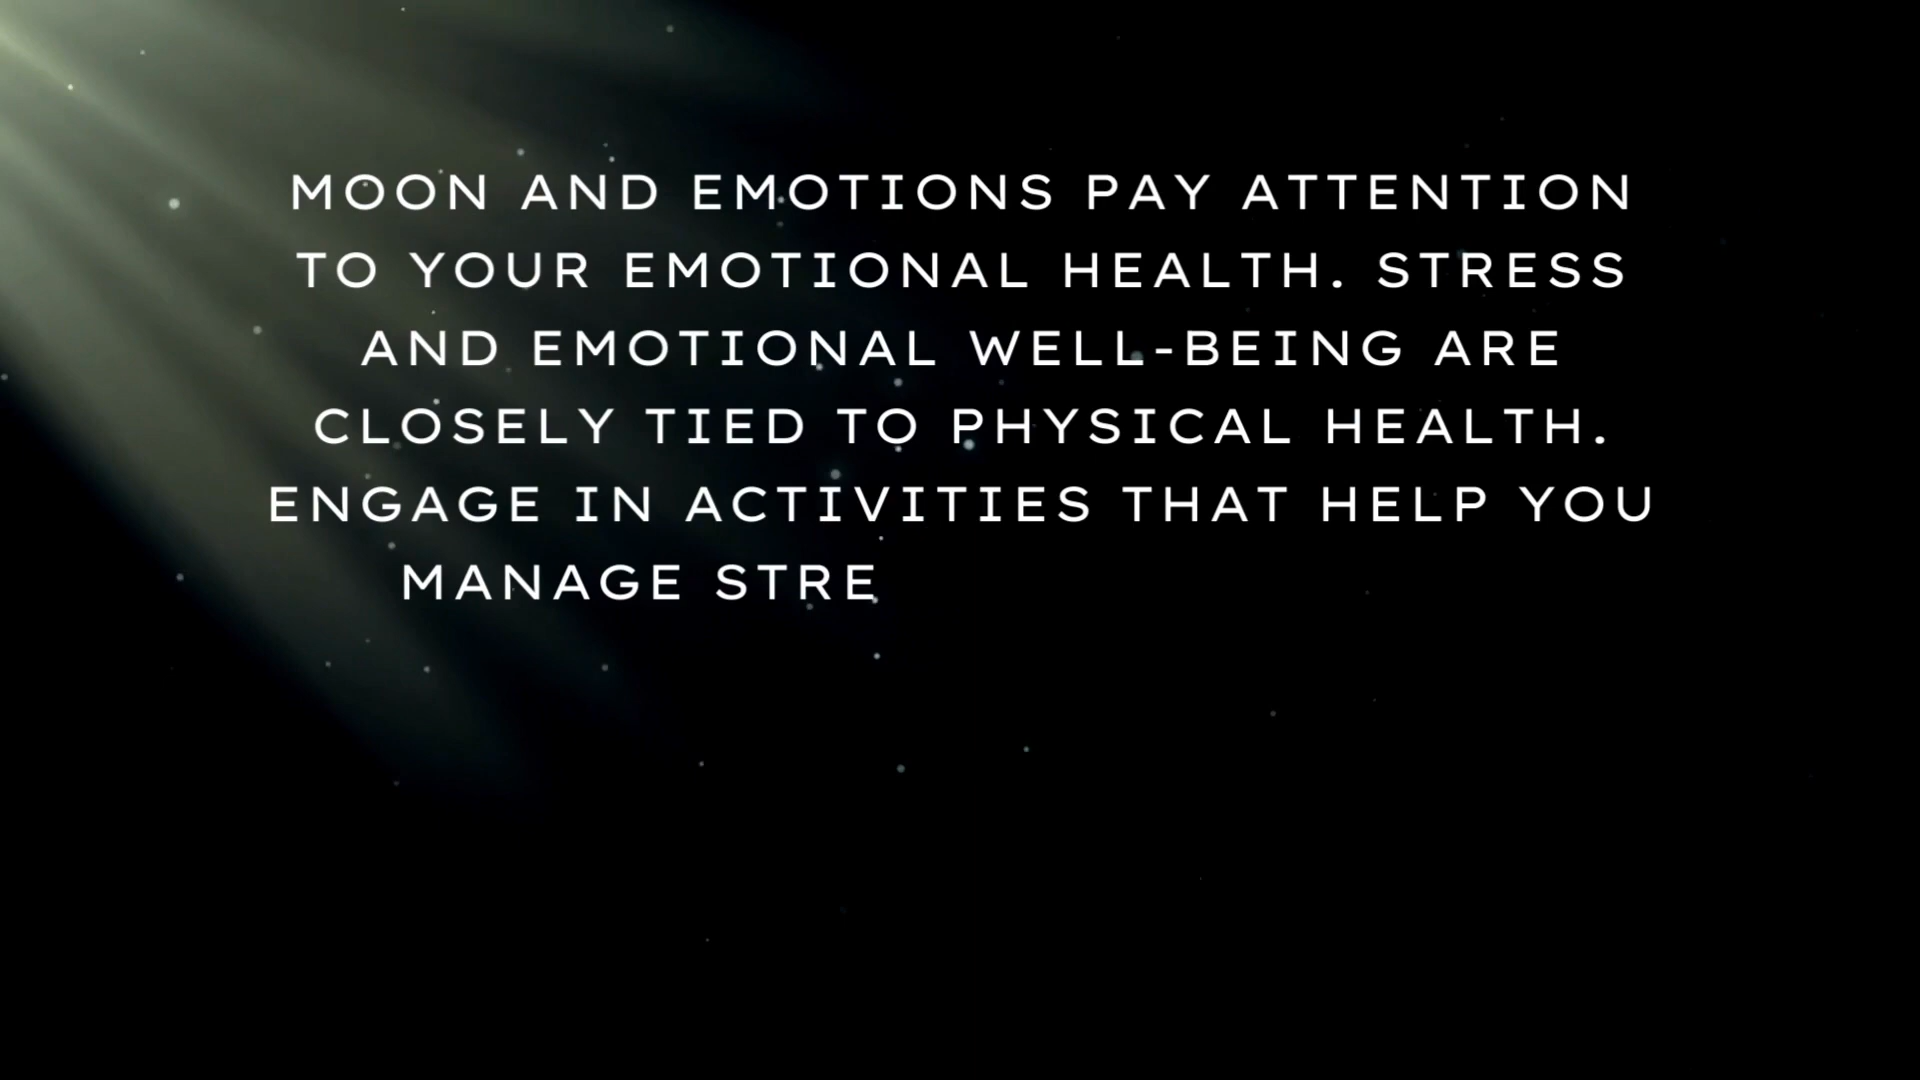 MOON AND EMOTIONS PAY ATTENTION
TO YOUR EMOTIONAL HEALTH. STRESS
AND EMOTIONAL WELL-BEING ARE
CLOSELY TIED TO PHYSICAL HEALTH.
ENGAGE IN ACTIVITIES THAT HELP YOU
MANAGE STRE